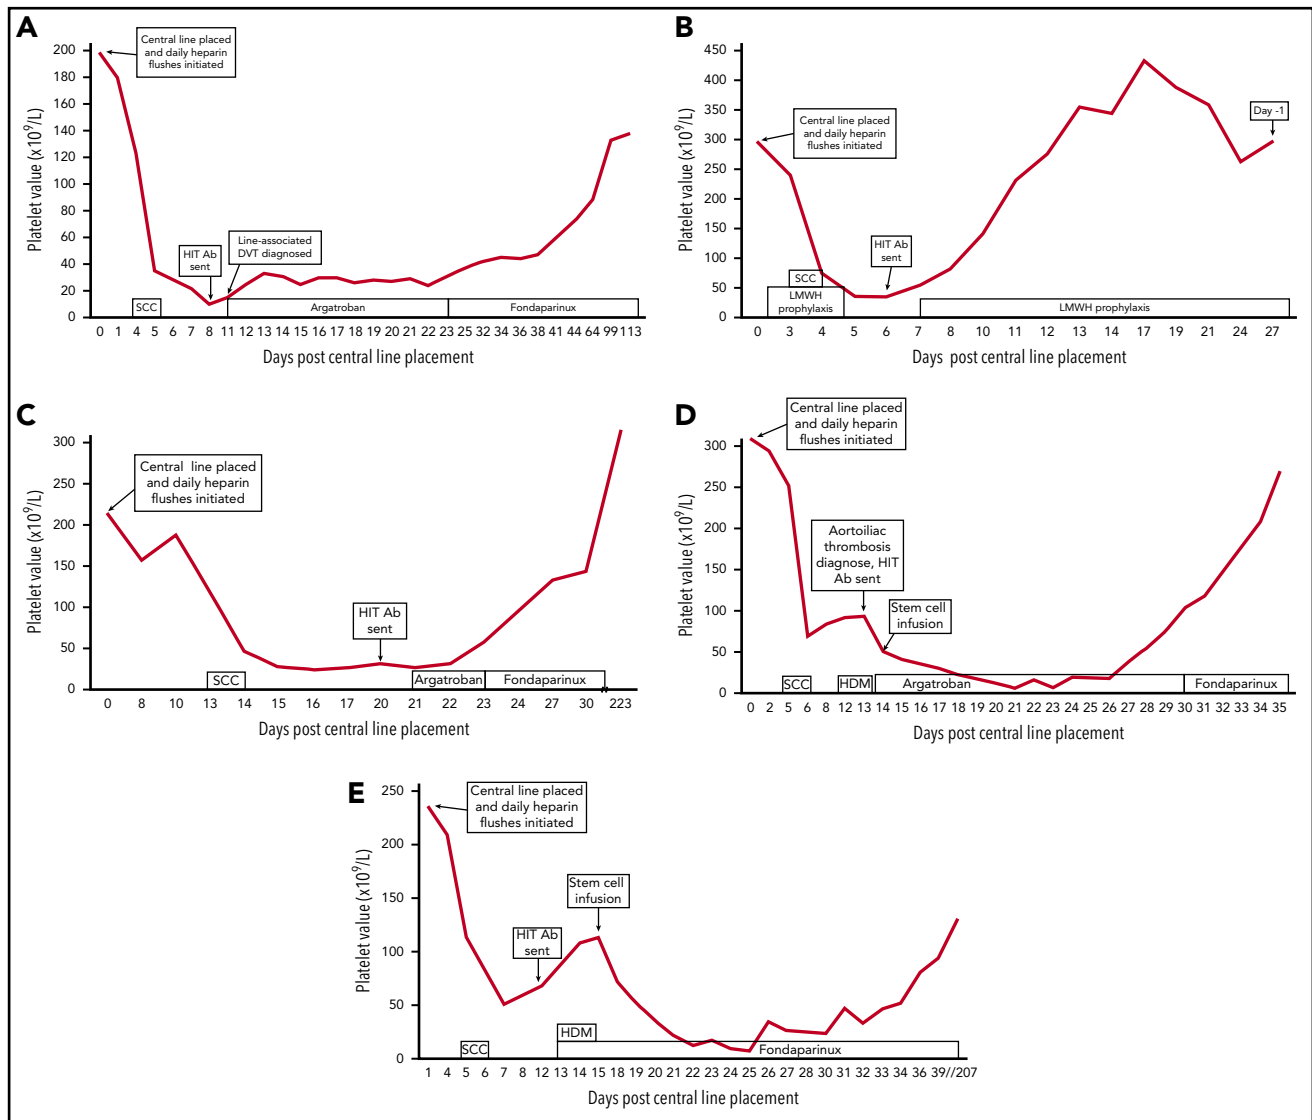 A
Central line placed
and daily heparin
flushes initiated
Platelet value (x10^9/L)
200
180
160
140
120
100
80
60
40
20
0
HIT Ab
sent
Line-associated
DVT diagnosed
SCC
Argatroban
Fondaparinux
0 1 4 5 6 7 8 11 12 13 14 15 16 17 18 19 20 21 22 23 25 32 34 36 38 41 44 64 99 113
Days post central line placement
B
Central line placed
and daily heparin
flushes initiated
Platelet value (x10^9/L)
450
400
350
300
250
200
150
100
50
0
Day -1
HIT Ab
sent
SCC
LMWH
prophylaxis
LMWH prophylaxis
0 3 4 5 6 7 8 10 11 12 13 14 17 19 21 24 27
Days post central line placement
C
Central line placed
and daily heparin
flushes initiated
Platelet value (x10^9/L)
300
250
200
150
100
50
0
HIT Ab
sent
SCC
Argatroban
Fondaparinux
0 8 10 13 14 15 16 17 20 21 22 23 24 27 30 223
Days post central line placement
D
Central line placed
and daily heparin
flushes initiated
Platelet value (x10^9/L)
300
250
200
150
100
50
0
Aortoiliac
thrombosis
diagnose, HIT
Ab sent
Stem cell
infusion
SCC
HDM
Argatroban
Fondaparinux
0 2 5 6 8 12 13 14 15 16 17 18 19 20 21 22 23 24 25 26 27 28 29 30 31 32 33 34 35
Days post central line placement
E
Central line placed
and daily heparin
flushes initiated
Platelet value (x10^9/L)
250
200
150
100
50
0
Stem cell
infusion
HIT Ab
sent
HDM
SCC
Fondaparinux
1 4 5 6 7 8 12 13 14 15 18 19 20 21 22 23 24 25 26 27 28 30 31 32 33 34 36 39//207
Days post central line placement